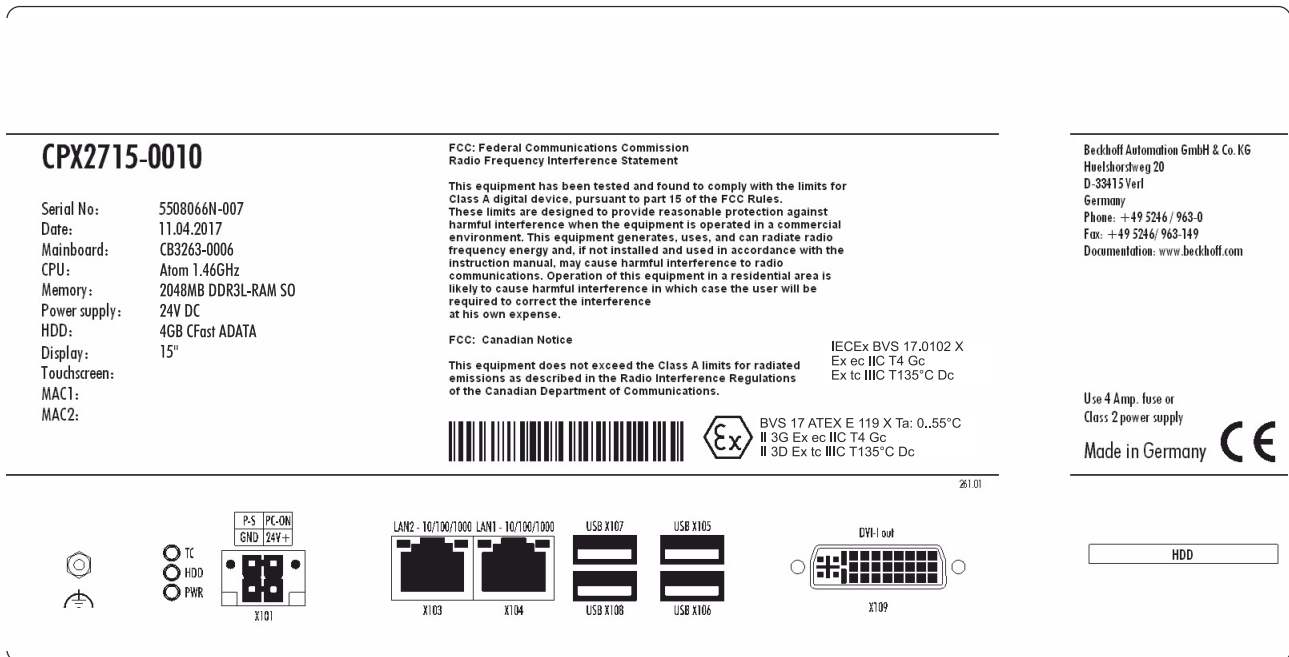 CPX2715-0010
Serial No: 5508066N-007
Date: 11.04.2017
Mainboard: CB3263-0006
CPU: Atom 1.46GHz
Memory: 2048MB DDR3L-RAM SO
Power supply: 24V DC
HDD: 4GB CFast ADATA
Display: 15"
Touchscreen:
MAC1:
MAC2:
FCC: Federal Communications Commission
Radio Frequency Interference Statement
This equipment has been tested and found to comply with the limits for
Class A digital device, pursuant to part 15 of the FCC Rules.
These limits are designed to provide reasonable protection against
harmful interference when the equipment is operated in a commercial
environment. This equipment generates, uses, and can radiate radio
frequency energy and, if not installed and used in accordance with the
instruction manual, may cause harmful interference to radio
communications. Operation of this equipment in a residential area is
likely to cause harmful interference in which case the user will be
required to correct the interference
at his own expense.
FCC: Canadian Notice
This equipment does not exceed the Class A limits for radiated
emissions as described in the Radio Interference Regulations
of the Canadian Department of Communications.
IECEx BVS 17.0102 X
Ex ec IIC T4 Gc
Ex tc IIIC T135°C Dc
Ex
BVS 17 ATEX E 119 X Ta: 0..55°C
II 3G Ex ec IIC T4 Gc
II 3D Ex tc IIIC T135°C Dc
Beckhoff Automation GmbH & Co. KG
Huelshorstweg 20
D-33415 Verl
Germany
Phone: +49 5246 / 963-0
Fax: +49 5246/ 963-149
Documentation: www.beckhoff.com
Use 4 Amp. fuse or
Class 2 power supply
Made in Germany CE
261.01
TC
HDD
PWR
P-S PC-ON
GND 24V+
X101
LAN2 - 10/100/1000 LAN1 - 10/100/1000
X103 X104
USB X107 USB X105
USB X108 USB X106
DVI-I out
X109
HDD